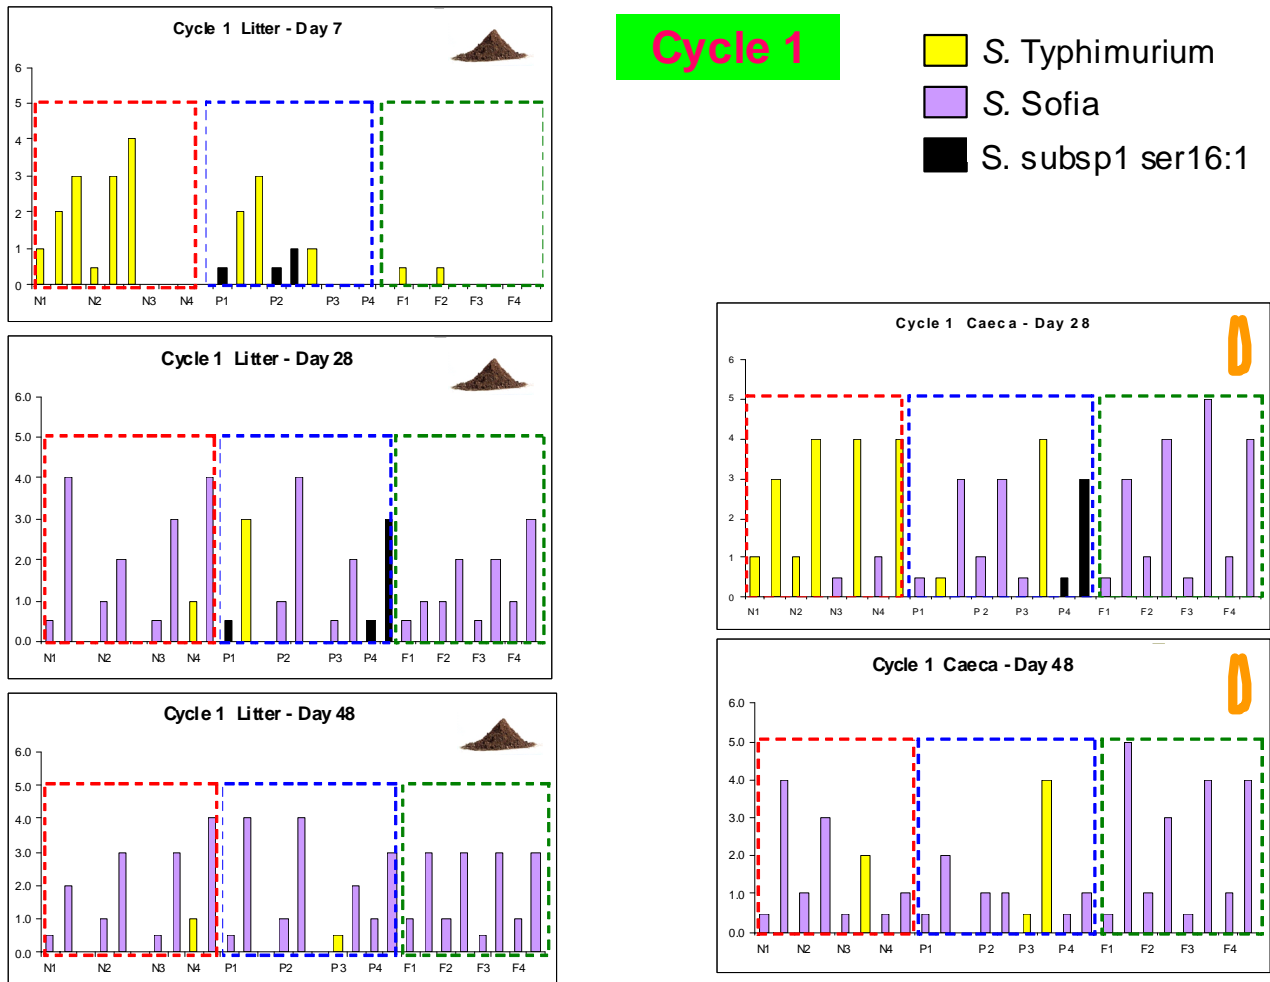 Cycle 1 Litter - Day 7
6
5
4
3
2
1
0
N1 N2 N3 N4 P1 P2 P3 P4 F1 F2 F3 F4
Cycle 1
S. Typhimurium
S. Sofia
S. subsp1 ser16:1
Cycle 1 Litter - Day 28
6.0
5.0
4.0
3.0
2.0
1.0
0.0
N1 N2 N3 N4 P1 P2 P3 P4 F1 F2 F3 F4
Cycle 1 Caeca - Day 28
6
5
4
3
2
1
0
N1 N2 N3 N4 P1 P2 P3 P4 F1 F2 F3 F4
Cycle 1 Litter - Day 48
6.0
5.0
4.0
3.0
2.0
1.0
0.0
N1 N2 N3 N4 P1 P2 P3 P4 F1 F2 F3 F4
Cycle 1 Caeca - Day 48
6.0
5.0
4.0
3.0
2.0
1.0
0.0
N1 N2 N3 N4 P1 P2 P3 P4 F1 F2 F3 F4